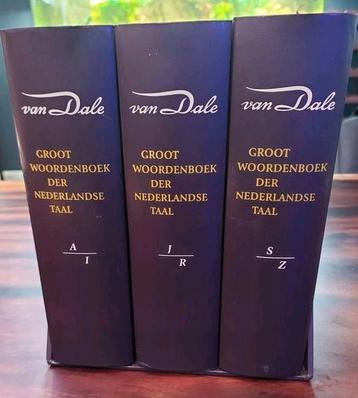 van Dale
GROOT
WOORDENBOEK
DER
NEDERLANDSE
TAAL
A
I
van Dale
GROOT
WOORDENBOEK
DER
NEDERLANDSE
TAAL
J
R
van Dale
GROOT
WOORDENBOEK
DER
NEDERLANDSE
TAAL
S
Z